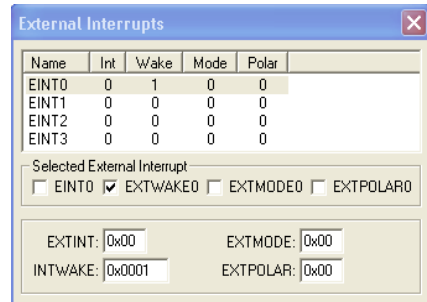 External Interrupts
Name Int Wake Mode Polar
EINT0 0 1 0 0
EINT1 0 0 0 0
EINT2 0 0 0 0
EINT3 0 0 0 0
Selected External Interrupt
EINT0 EXTWAKE0 EXTMODE0 EXTPOLAR0
EXTINT: 0x00 EXTMODE: 0x00
INTWAKE: 0x0001 EXTPOLAR: 0x00